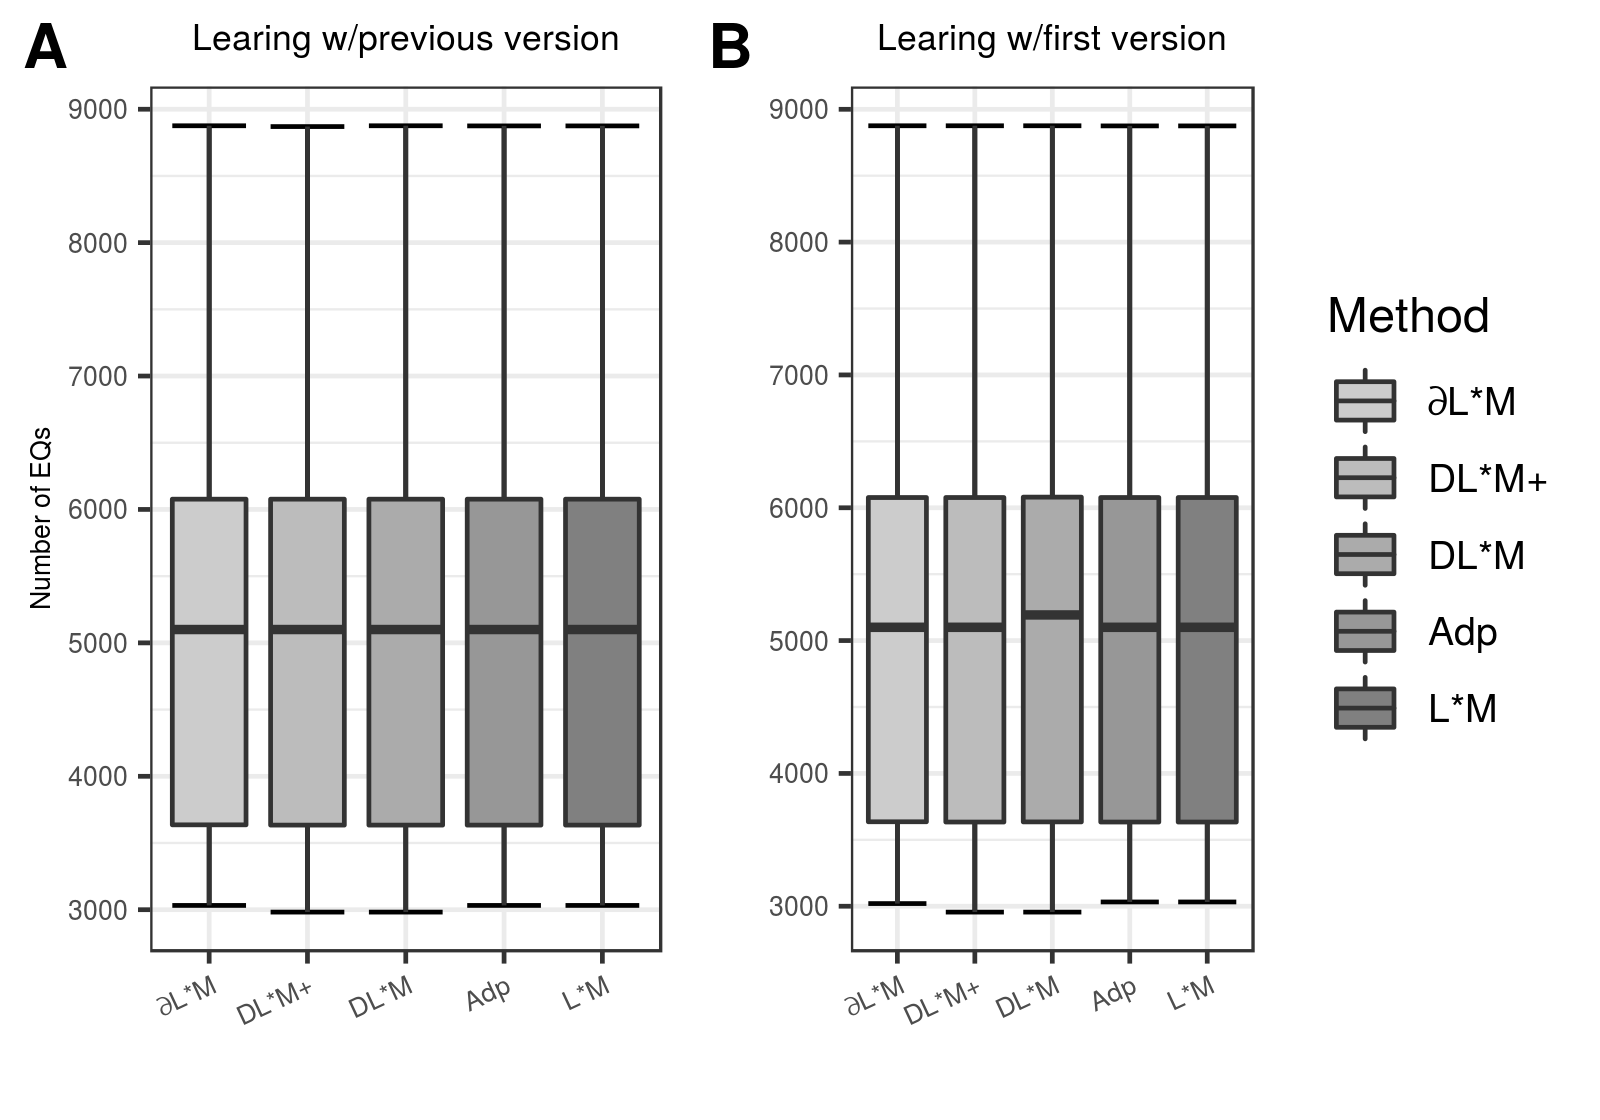 A
Learing w/previous version
Number of EQs
9000
8000
7000
6000
5000
4000
3000
∂L*M
DL*M+
DL*M
Adp
L*M
B
Learing w/first version
9000
8000
7000
6000
5000
4000
3000
∂L*M
DL*M+
DL*M
Adp
L*M
Method
∂L*M
DL*M+
DL*M
Adp
L*M